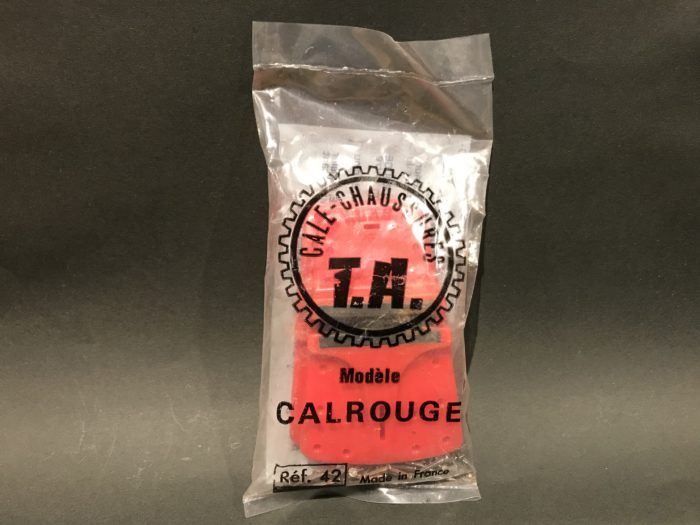 CALE-CHAUSSURES
T.A.
Modèle
CALROUGE
Réf. 42 Made in France